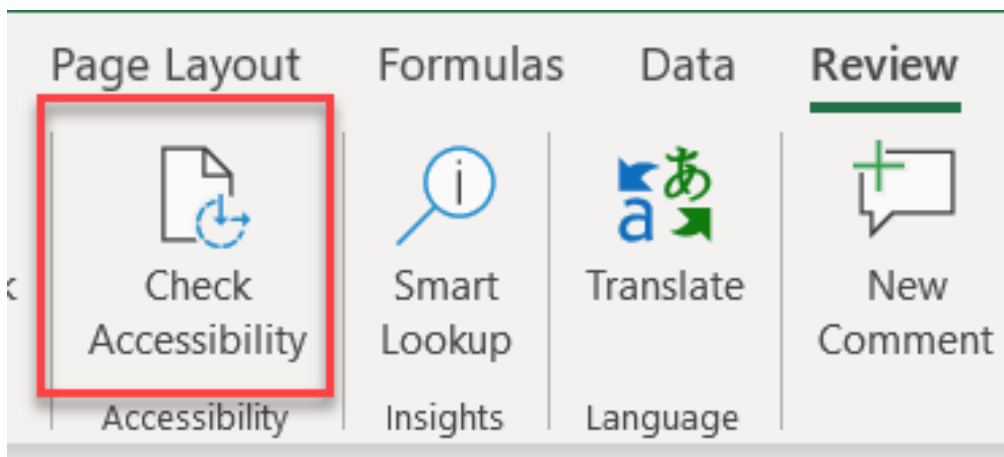 Page Layout Formulas Data Review
Check Smart Translate New
Accessibility Lookup Comment
Accessibility Insights Language